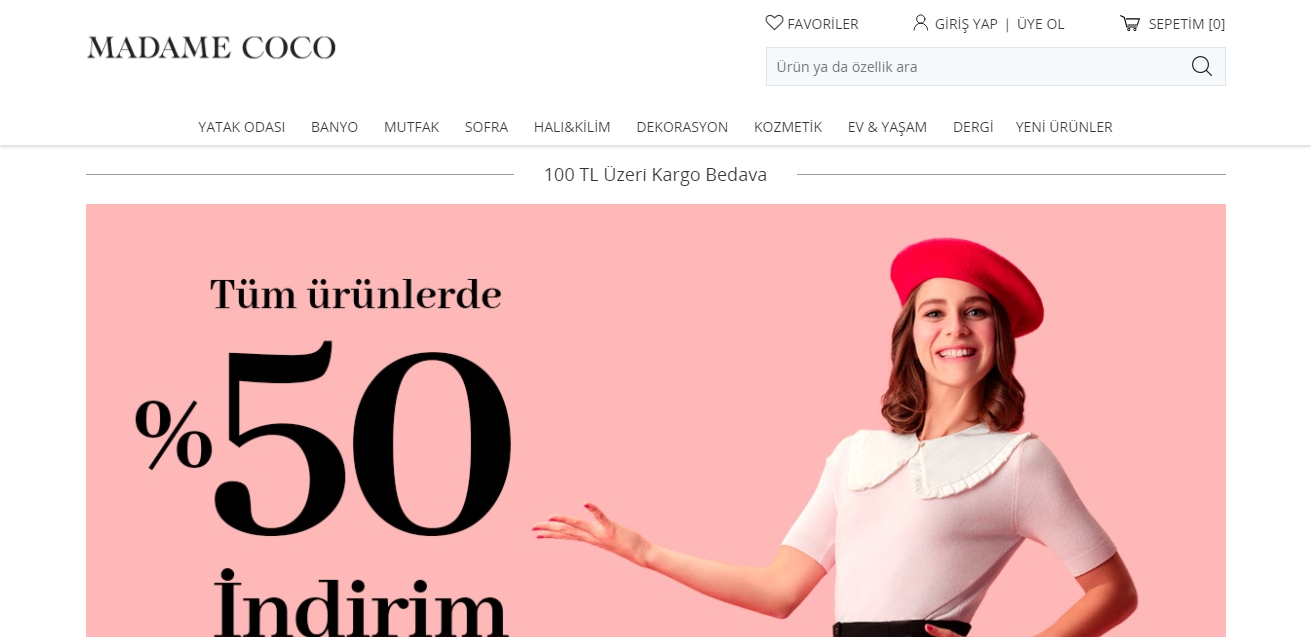 FAVORİLER
GİRİŞ YAP | ÜYE OL
SEPETİM [0]
MADAME COCO
Ürün ya da özellik ara
YATAK ODASI BANYO MUTFAK SOFRA HALI&KİLİM DEKORASYON KOZMETİK EV & YAŞAM DERGİ YENİ ÜRÜNLER
100 TL Üzeri Kargo Bedava
Tüm ürünlerde
%50
İndirim